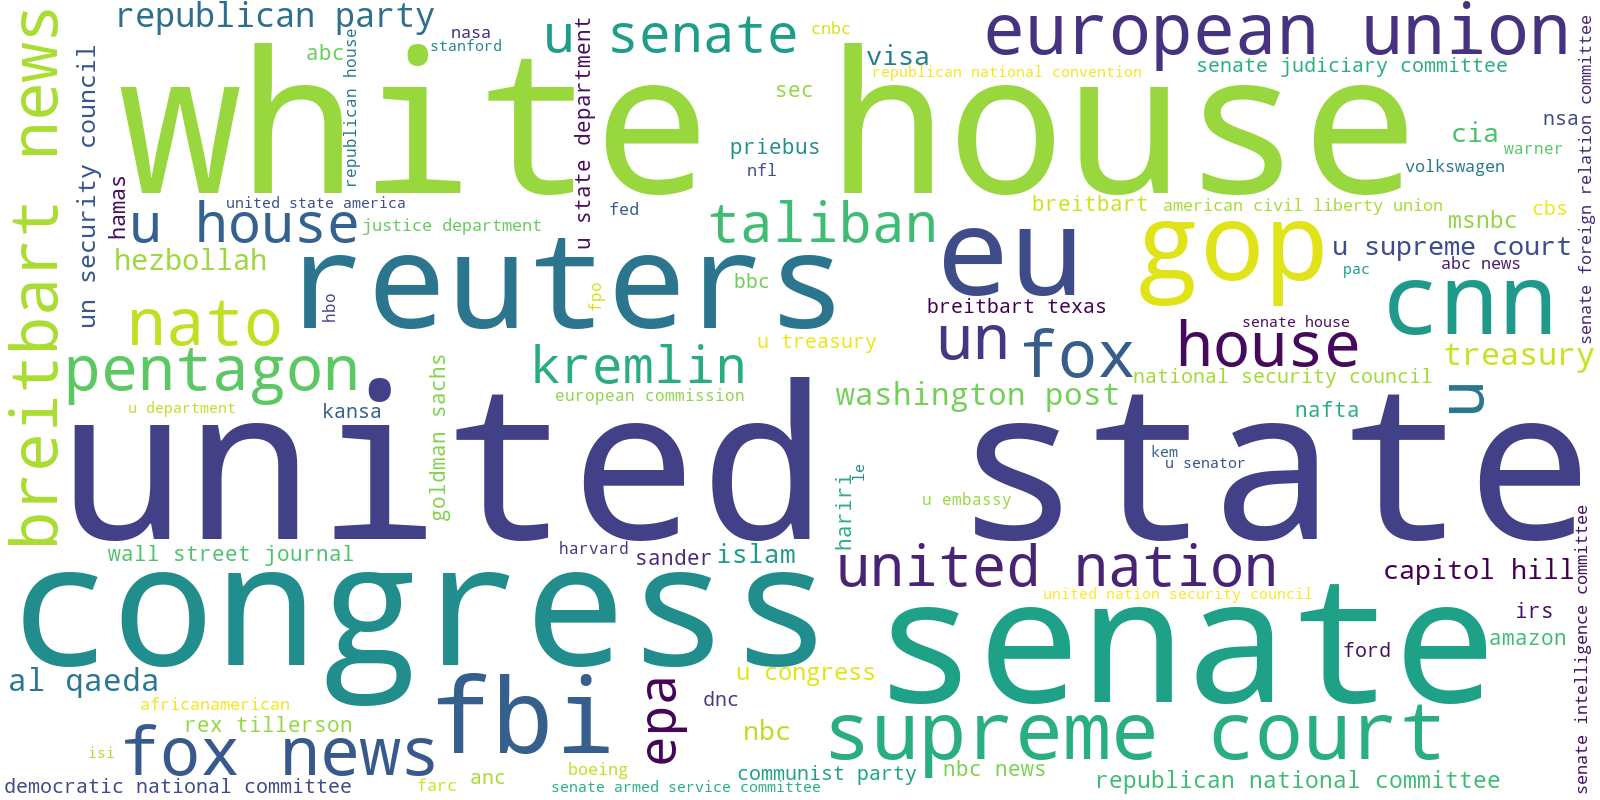 breitbart news
republican party
nasa
stanford
abc
republican house
u senate
cnbc
european union
un security council
white house
u state department
visa
republican national convention
senate judiciary committee
senate foreign relation committee
sec
nsa
cia
warner
priebus
nfl
volkswagen
hamas
united state america
u house
justice department
fed
taliban
breitbart
american civil liberty union
cbs
msnbc
eu
gop
u supreme court
hezbollah
reuters
bbc
pac
abc news
cnn
hbo
fpo
nato
breitbart texas
un
fox
house
senate house
u treasury
treasury
pentagon
kremlin
goldman sachs
european commission
washington post
national security council
u
u department
kansa
nafta
united state
kem
u senator
le
hariri
u embassy
senate intelligence committee
wall street journal
harvard
sander
islam
united nation
capitol hill
congress
united nation security council
senate
irs
amazon
ford
al qaeda
u congress
epa
dnc
africanamerican
rex tillerson
fbi
nbc
supreme court
fox news
isi
democratic national committee
farc
anc
boeing
senate armed service committee
communist party
nbc news
republican national committee